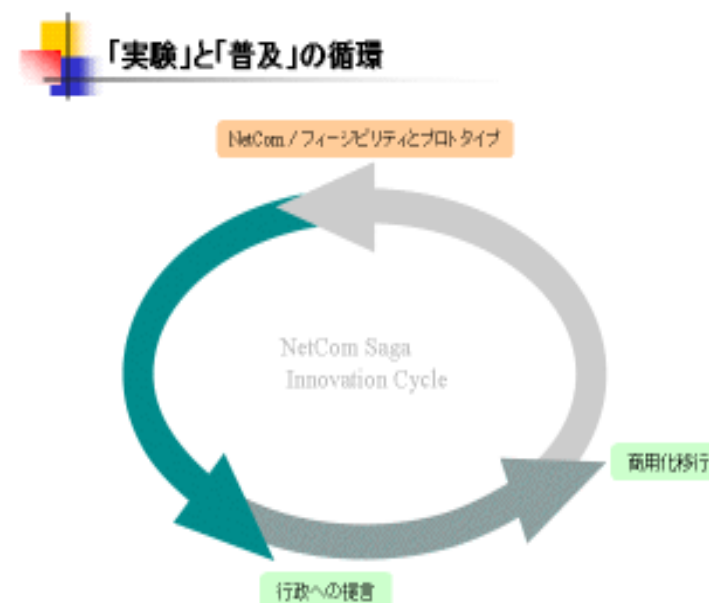 「実験」と「普及」の循環
NetCom / フィージビリティとプロトタイプ
NetCom Saga
Innovation Cycle
商用化移行
行政への提言